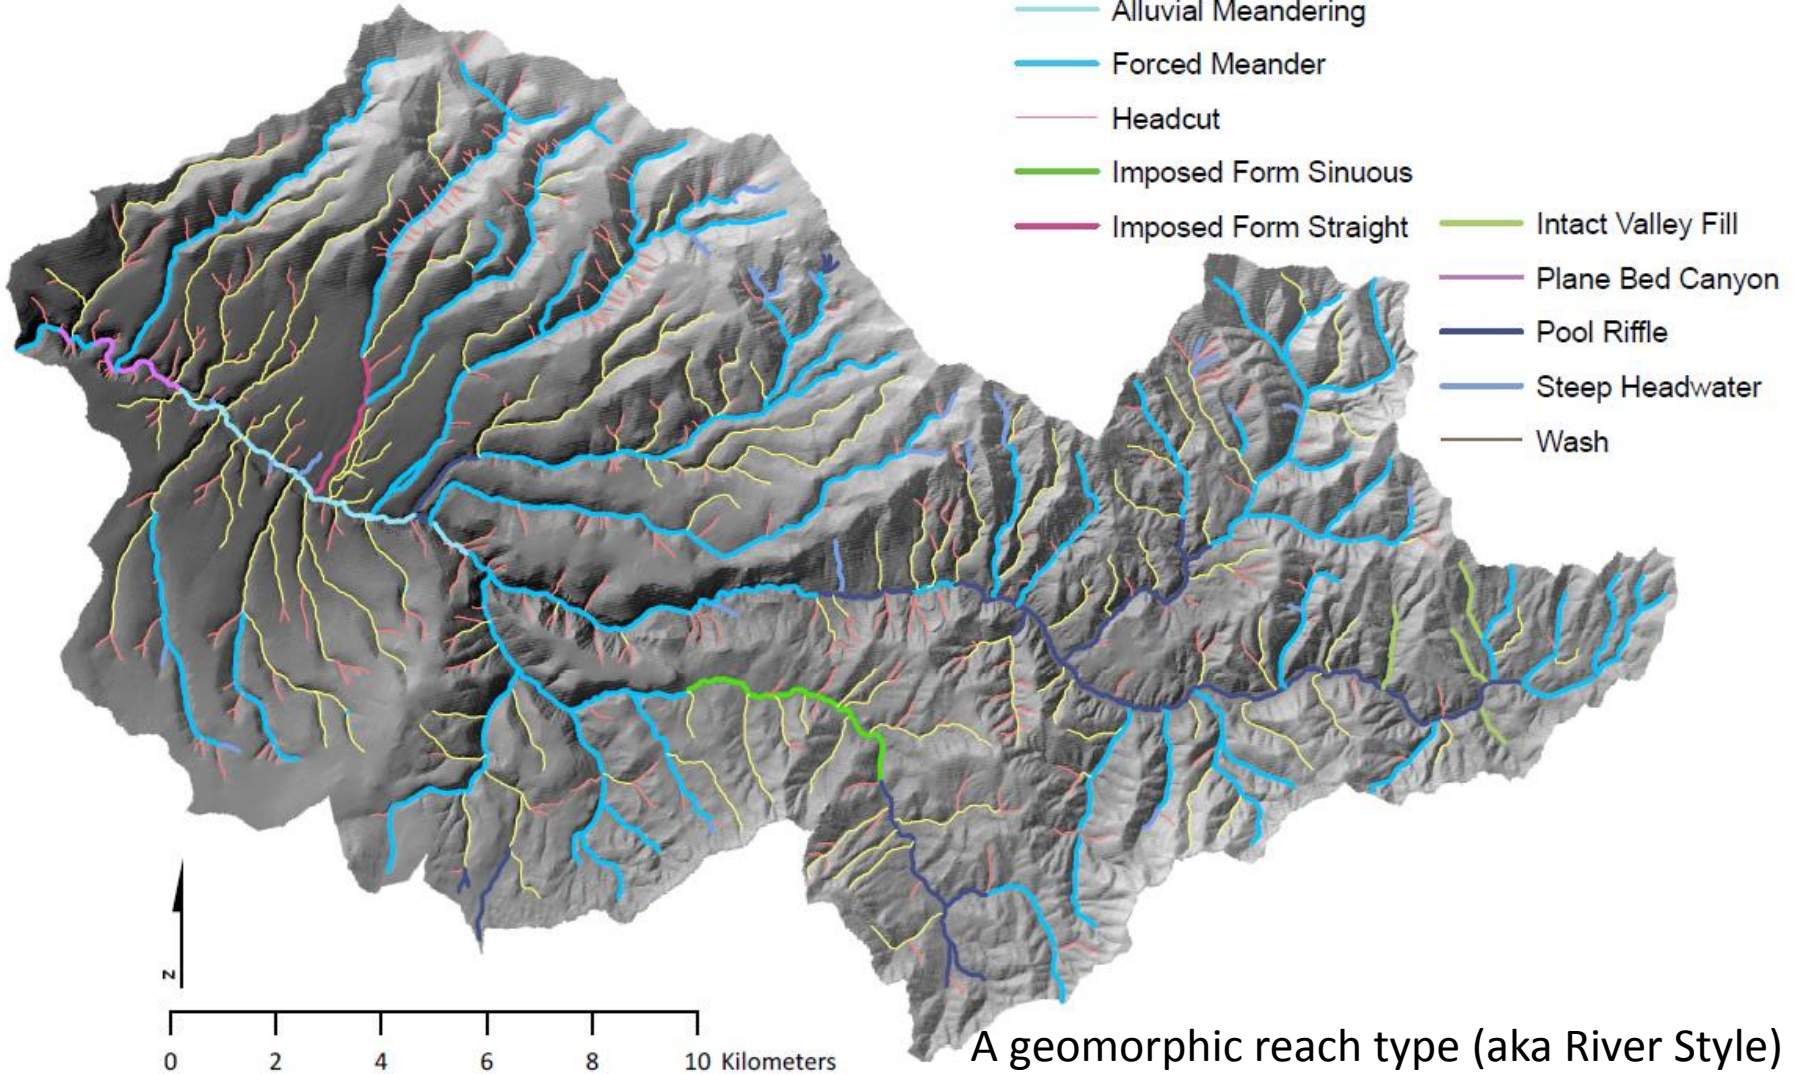 Alluvial Meandering
Forced Meander
Headcut
Imposed Form Sinuous
Imposed Form Straight
Intact Valley Fill
Plane Bed Canyon
Pool Riffle
Steep Headwater
Wash
N
0 2 4 6 8 10 Kilometers
A geomorphic reach type (aka River Style)